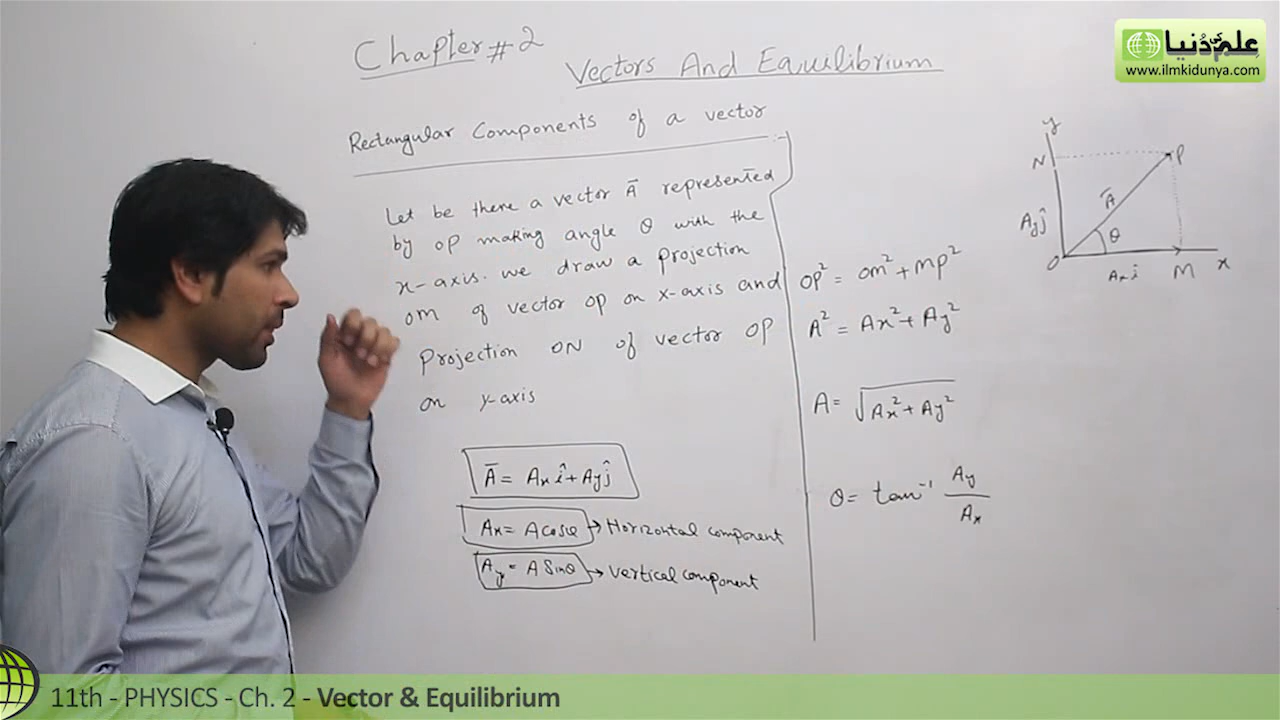 Chapter #2
Vectors And Equilibrium
علم کی دُنیا
www.ilmkidunya.com
Rectangular Components of a vector
Let be there a vector A̅ represented
by OP making angle θ with the
x-axis. we draw a projection
OM of vector OP on x-axis and
Projection ON of vector OP
on y-axis
A̅ = Axî + Ayĵ
Ax = A cosθ → Horizontal component
Ay = A Sinθ → Vertical component
OP² = OM² + MP²
A² = Ax² + Ay²
A = √Ax² + Ay²
θ = tan⁻¹ Ay/Ax
y
N
P
A̅
Ayĵ
θ
O
Axî
M
x
11th - PHYSICS - Ch. 2 - Vector & Equilibrium